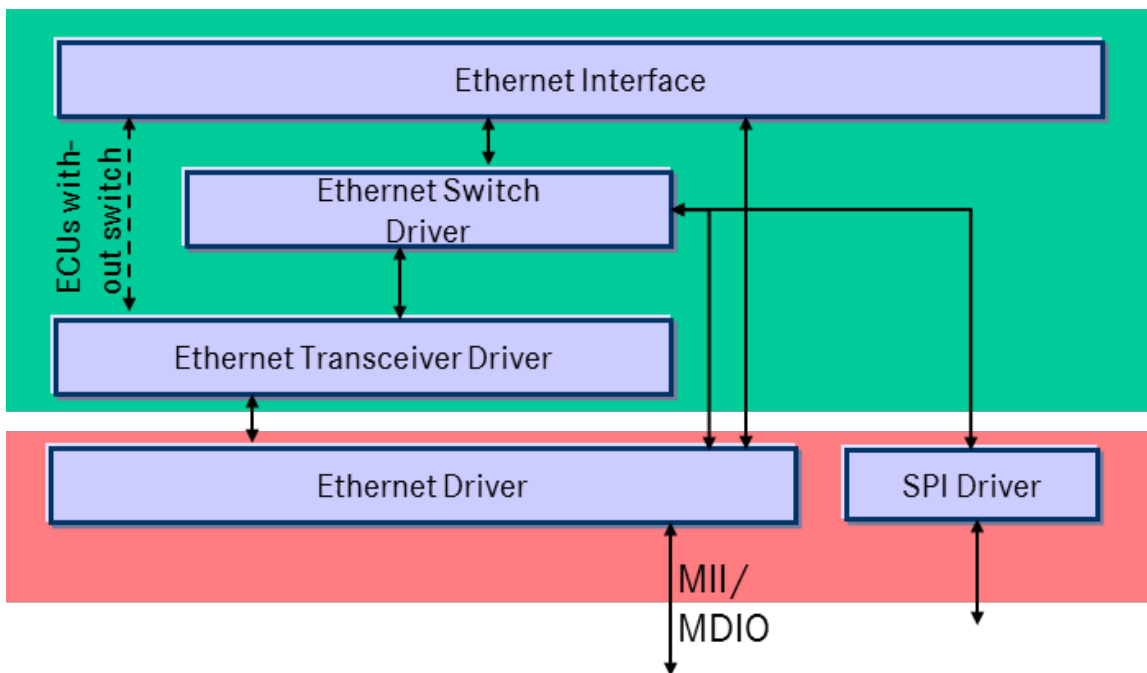 Ethernet Interface
ECUs with-
out switch
Ethernet Switch
Driver
Ethernet Transceiver Driver
Ethernet Driver
SPI Driver
MII/
MDIO